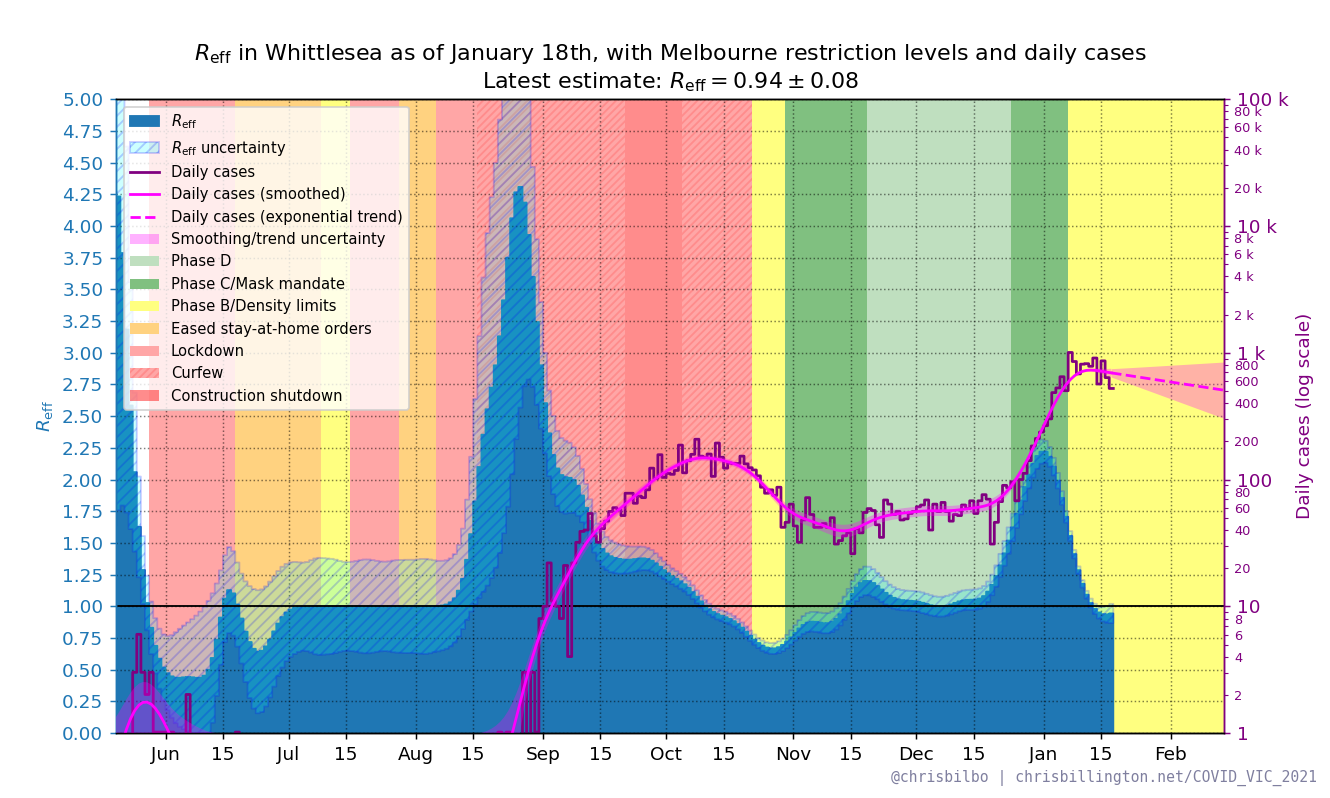 R_eff in Whittlesea as of January 18th, with Melbourne restriction levels and daily cases
Latest estimate: R_eff = 0.94 ± 0.08
R_eff
R_eff uncertainty
Daily cases
Daily cases (smoothed)
Daily cases (exponential trend)
Smoothing/trend uncertainty
Phase D
Phase C/Mask mandate
Phase B/Density limits
Eased stay-at-home orders
Lockdown
Curfew
Construction shutdown
R_eff
5.00
4.75
4.50
4.25
4.00
3.75
3.50
3.25
3.00
2.75
2.50
2.25
2.00
1.75
1.50
1.25
1.00
0.75
0.50
0.25
0.00
Jun 15 Jul 15 Aug 15 Sep 15 Oct 15 Nov 15 Dec 15 Jan 15 Feb
100 k
80 k
60 k
40 k
20 k
10 k
8 k
6 k
4 k
2 k
1 k
800
600
400
200
100
80
60
40
20
10
8
6
4
2
1
Daily cases (log scale)
@chrisbilbo | chrisbillington.net/COVID_VIC_2021